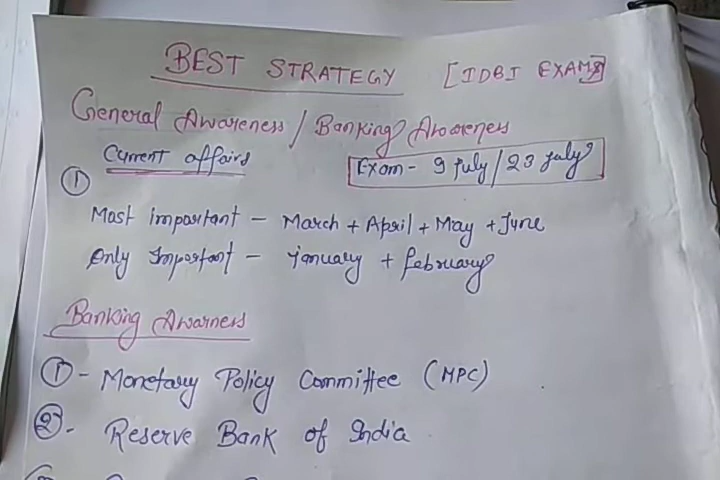 BEST STRATEGY [IDBI EXAMS]
General Awareness / Banking Awareness
Current affairs
Exam - 9 July / 23 July
①
Most important - March + April + May + June
Only Important - January + February
Banking Awarness
① - Monetary Policy Committee (MPC)
②. Reserve Bank of India